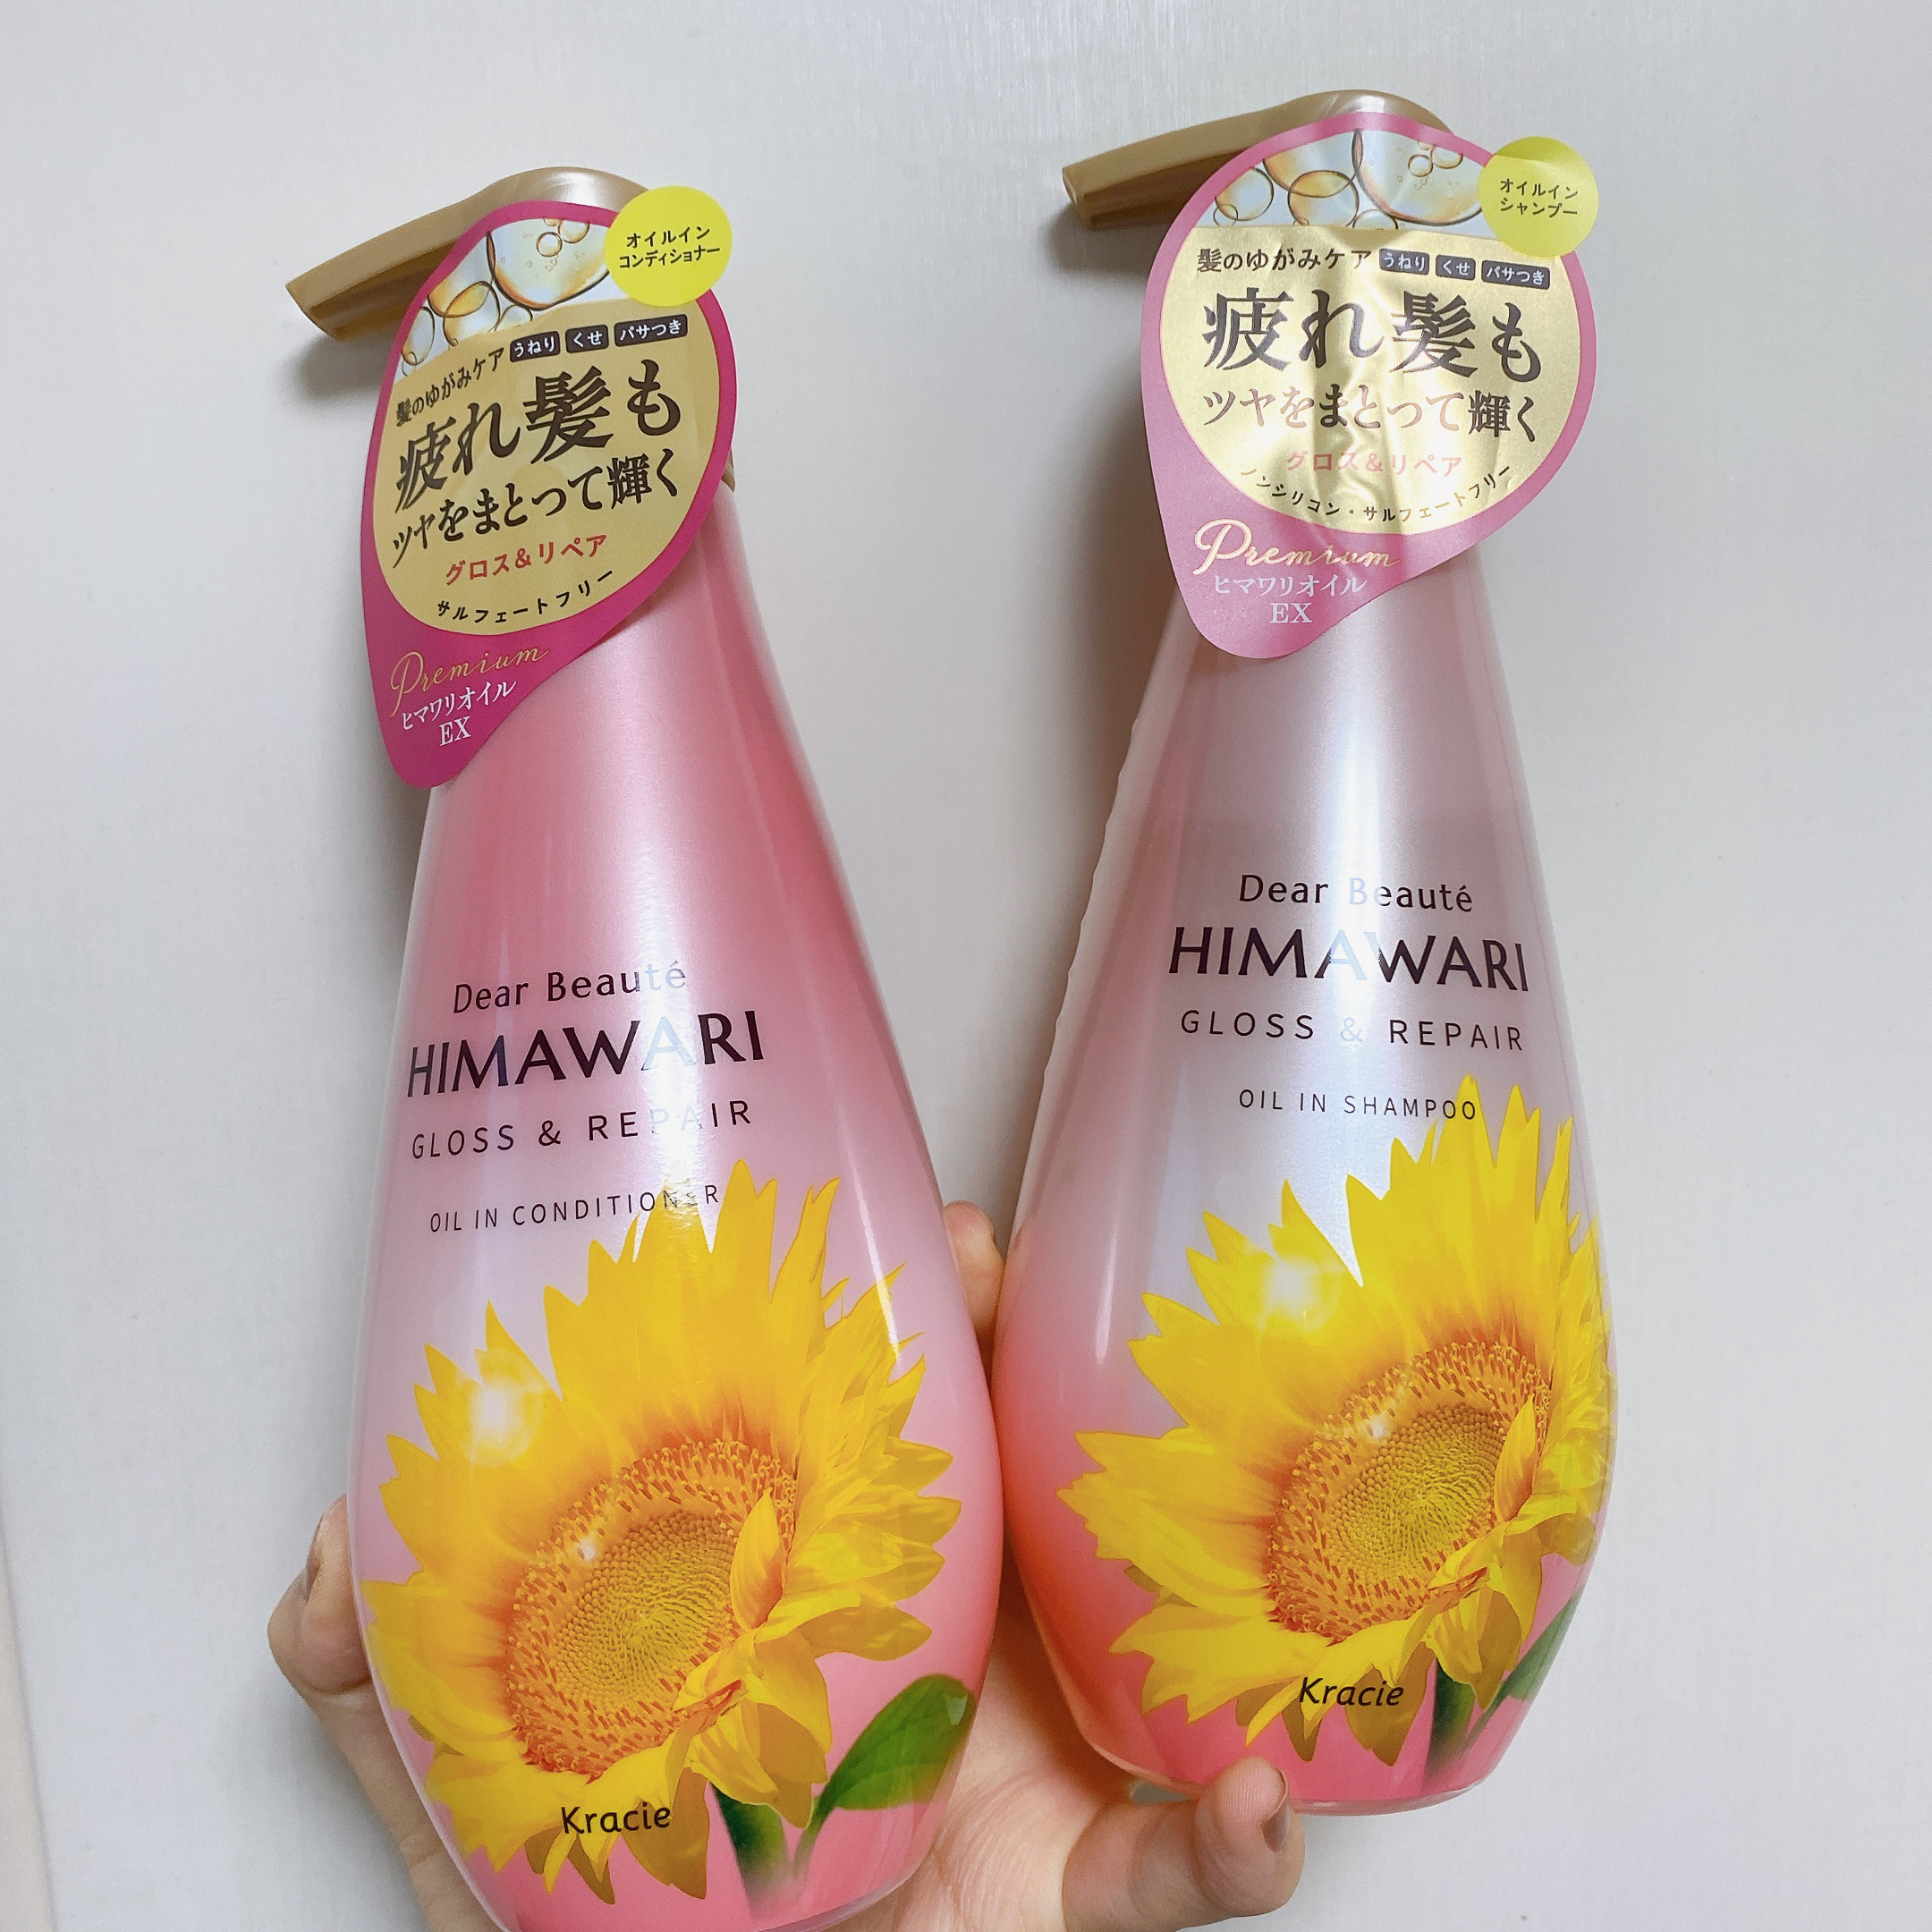 オイルイン
コンディショナー
髪のゆがみケア うねり くせ パサつき
疲れ髪も
ツヤをまとって輝く
グロス&リペア
サルフェートフリー
Premium
ヒマワリオイル
EX
Dear Beauté
HIMAWARI
GLOSS & REPAIR
OIL IN CONDITIONER
Kracie
オイルイン
シャンプー
髪のゆがみケア うねり くせ パサつき
疲れ髪も
ツヤをまとって輝く
グロス&リペア
ノンシリコン・サルフェートフリー
Premium
ヒマワリオイル
EX
Dear Beauté
HIMAWARI
GLOSS & REPAIR
OIL IN SHAMPOO
Kracie